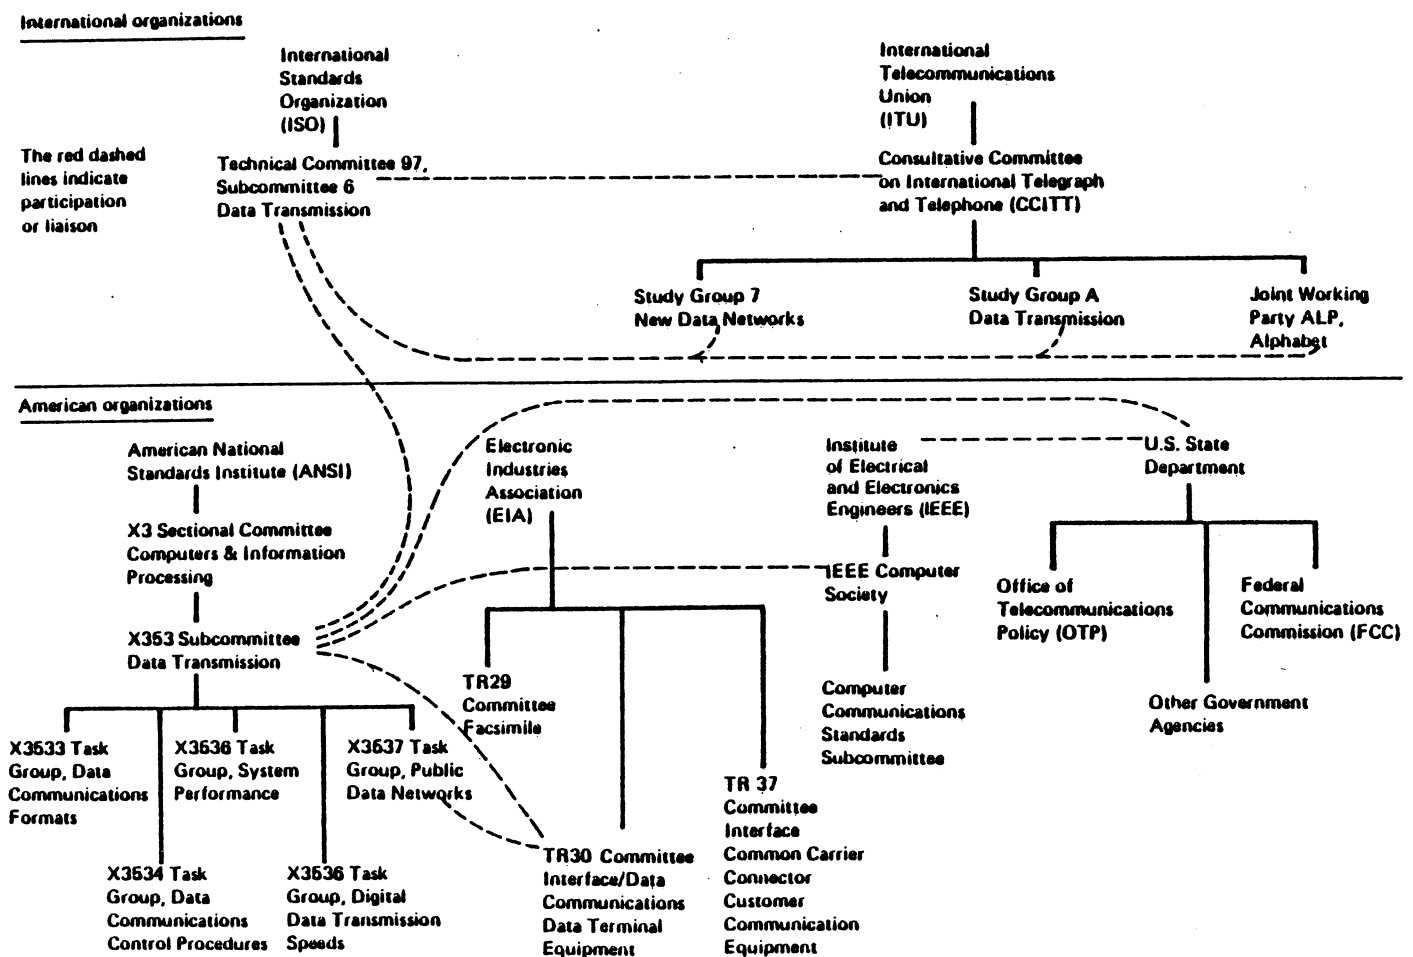 International organizations
International
Standards
Organization
(ISO)
International
Telecommunications
Union
(ITU)
The red dashed
lines indicate
participation
or liaison
Technical Committee 97,
Subcommittee 6
Data Transmission
Consultative Committee
on International Telegraph
and Telephone (CCITT)
Study Group 7
New Data Networks
Study Group A
Data Transmission
Joint Working
Party ALP,
Alphabet
American organizations
American National
Standards Institute (ANSI)
X3 Sectional Committee
Computers & Information
Processing
X353 Subcommittee
Data Transmission
X3533 Task
Group, Data
Communications
Formats
X3536 Task
Group, System
Performance
X3537 Task
Group, Public
Data Networks
X3534 Task
Group, Data
Communications
Control Procedures
X3536 Task
Group, Digital
Data Transmission
Speeds
Electronic
Industries
Association
(EIA)
TR29
Committee
Facsimile
TR30 Committee
Interface/Data
Communications
Data Terminal
Equipment
TR 37
Committee
Interface
Common Carrier
Connector
Customer
Communication
Equipment
Institute
of Electrical
and Electronics
Engineers (IEEE)
IEEE Computer
Society
Computer
Communications
Standards
Subcommittee
U.S. State
Department
Office of
Telecommunications
Policy (OTP)
Federal
Communications
Commission (FCC)
Other Government
Agencies